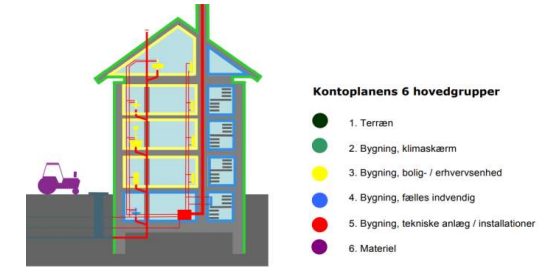 Kontoplanens 6 hovedgrupper
1. Terræn
2. Bygning, klimaskærm
3. Bygning, bolig- / erhvervsenhed
4. Bygning, fælles indvendig
5. Bygning, tekniske anlæg / installationer
6. Materiel